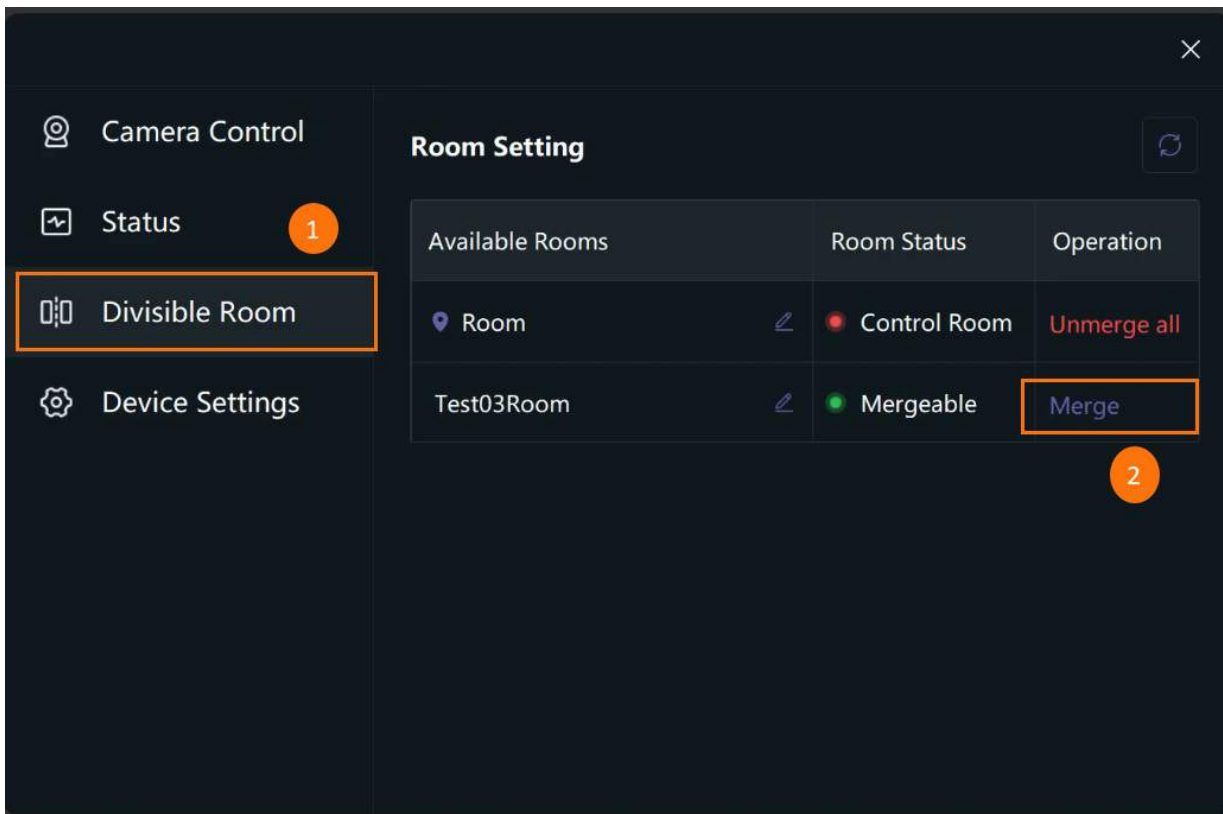 Camera Control
Status
1
Divisible Room
Device Settings
Room Setting
Available Rooms Room Status Operation
Room Control Room Unmerge all
Test03Room Mergeable Merge
2